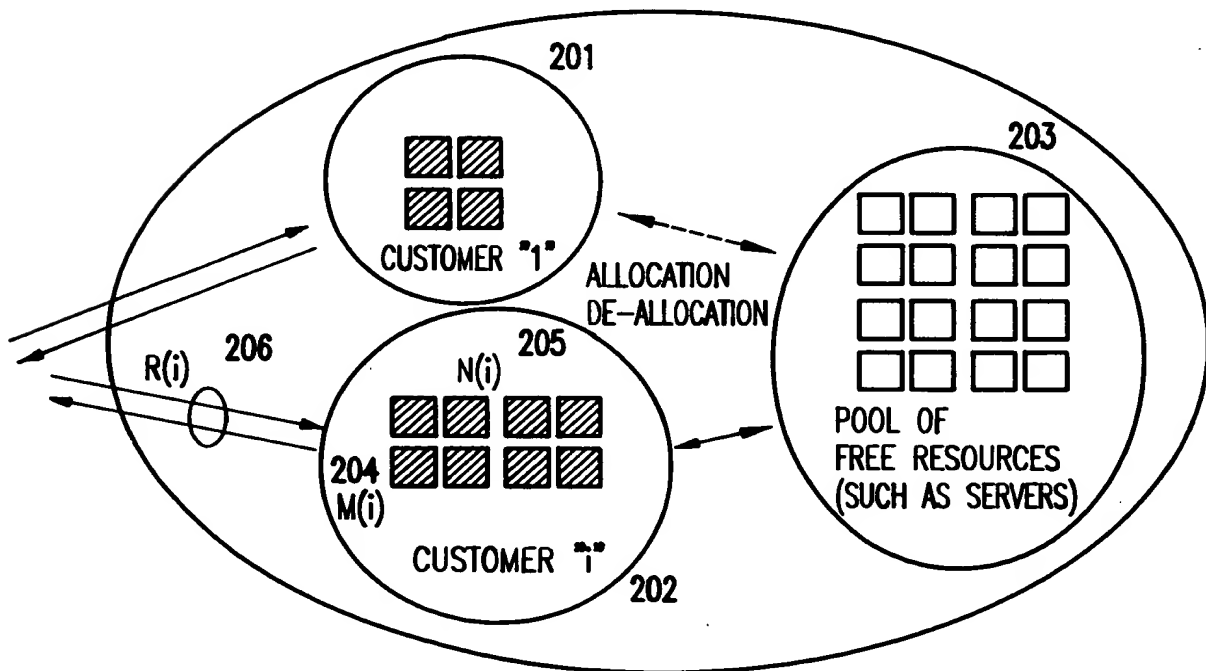 201
CUSTOMER "1"
203
ALLOCATION
DE-ALLOCATION
POOL OF
FREE RESOURCES
(SUCH AS SERVERS)
206
R(i)
205
N(i)
204
M(i)
CUSTOMER "i"
202